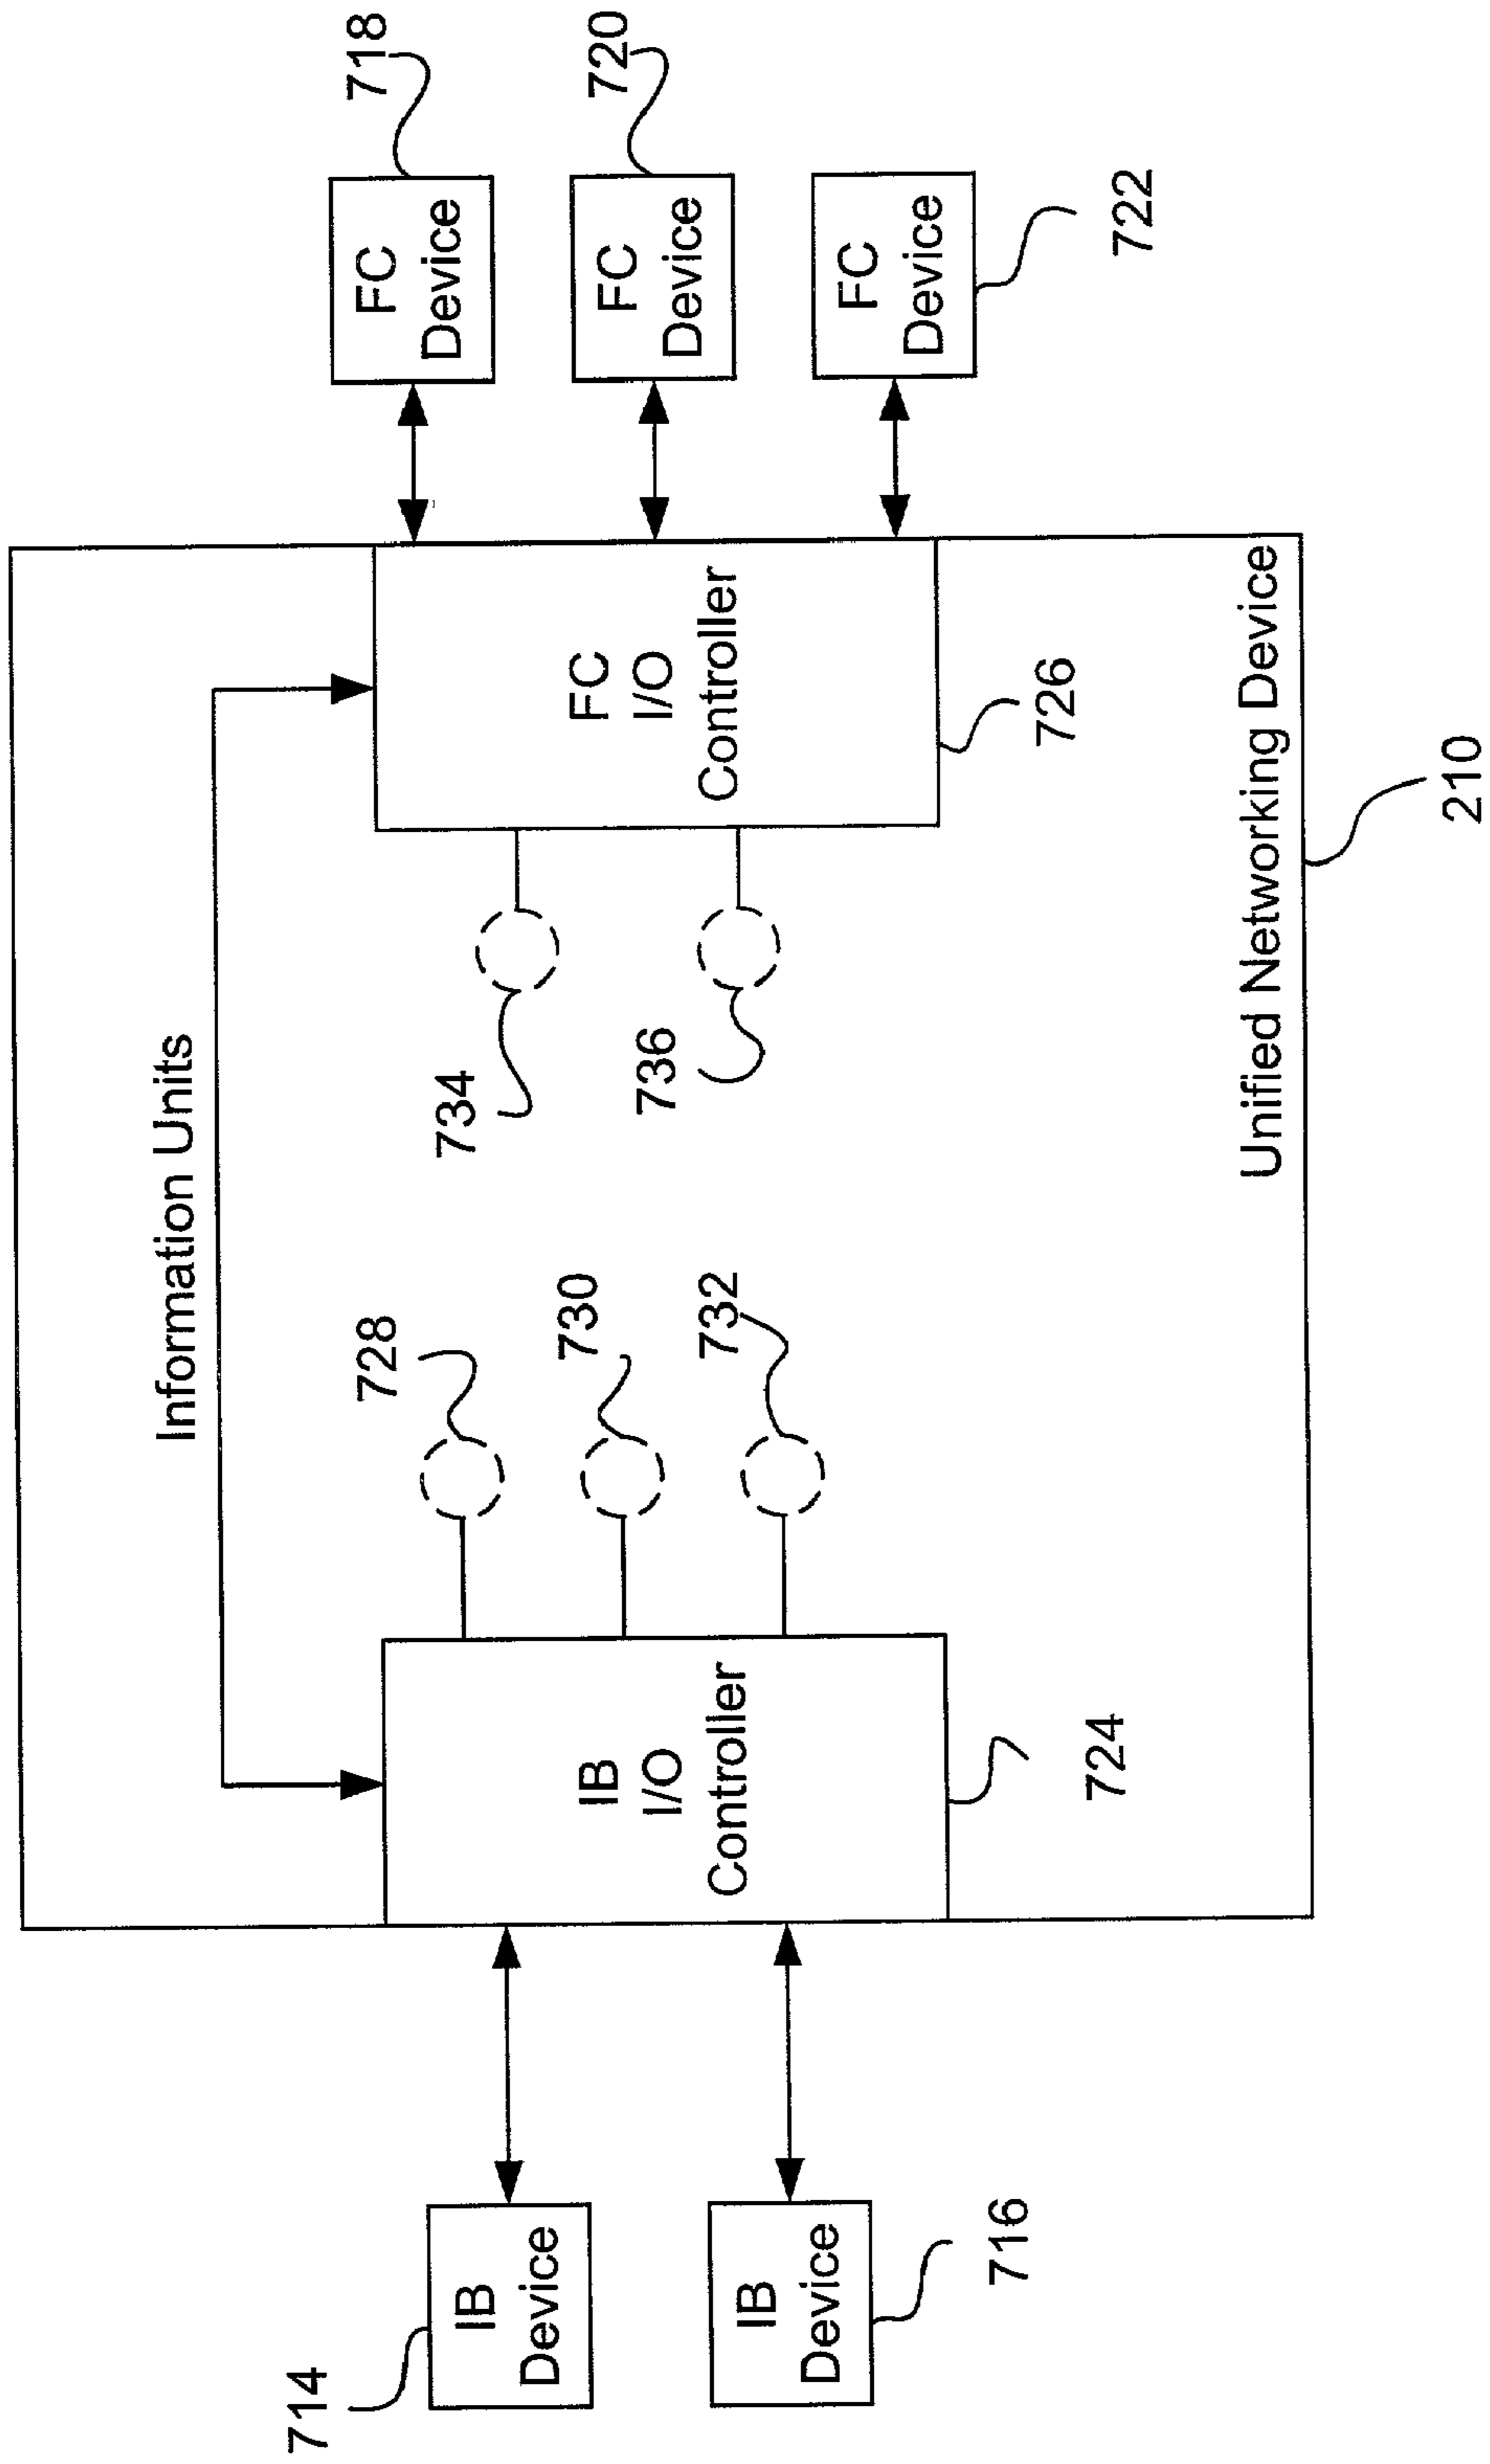 Information Units
714
IB
Device
716
IB
Device
IB
I/O
Controller
724
728
730
732
734
736
FC
I/O
Controller
726
FC
Device
718
FC
Device
720
FC
Device
722
Unified Networking Device
210